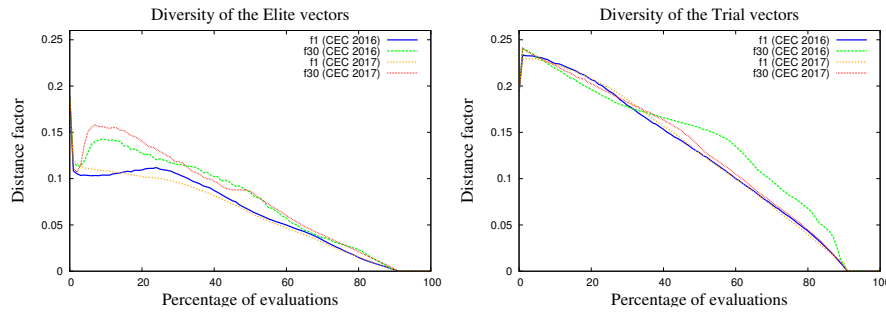 Diversity of the Elite vectors
f1 (CEC 2016)
f30 (CEC 2016)
f1 (CEC 2017)
f30 (CEC 2017)
Distance factor
0.25
0.2
0.15
0.1
0.05
0
0 20 40 60 80 100
Percentage of evaluations
Diversity of the Trial vectors
f1 (CEC 2016)
f30 (CEC 2016)
f1 (CEC 2017)
f30 (CEC 2017)
Distance factor
0.25
0.2
0.15
0.1
0.05
0
0 20 40 60 80 100
Percentage of evaluations